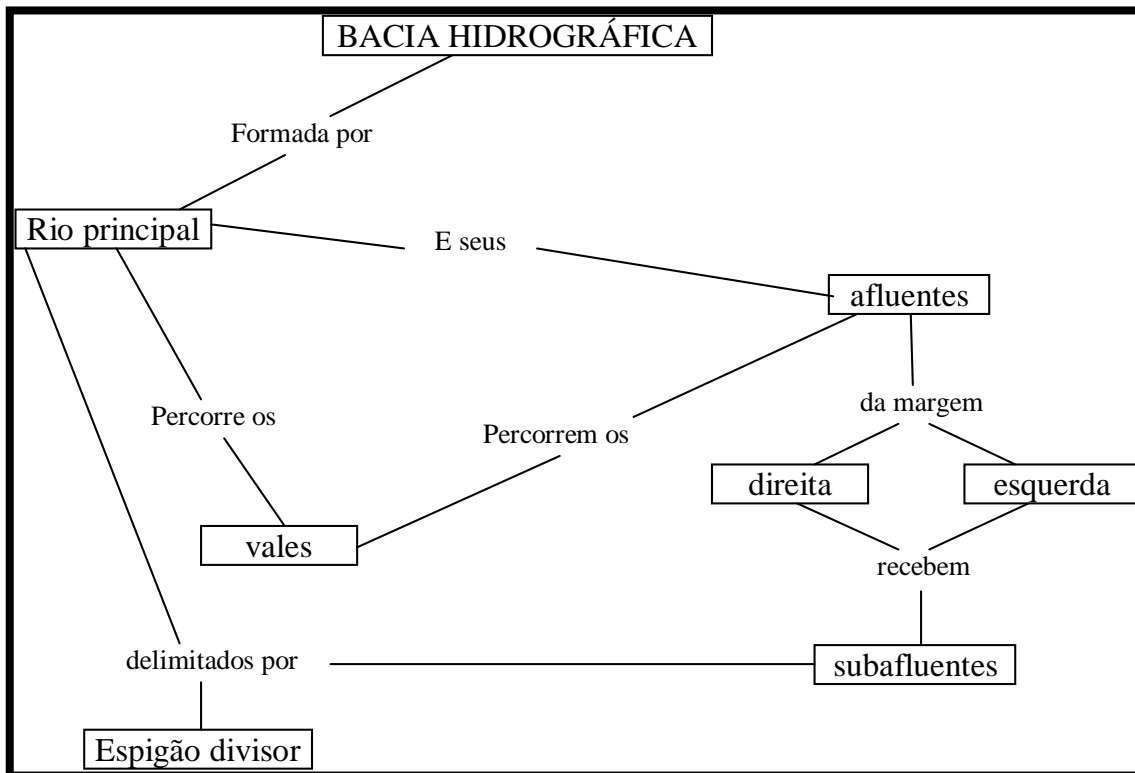 BACIA HIDROGRÁFICA
Formada por
Rio principal
E seus
afluentes
Percorre os
Percorrem os
da margem
direita
esquerda
vales
recebem
delimitados por
subafluentes
Espigão divisor